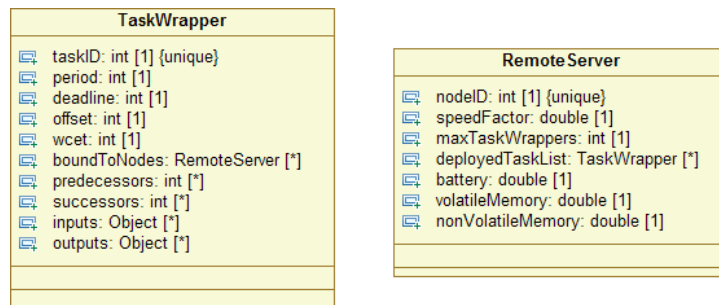 TaskWrapper
taskID: int [1] {unique}
period: int [1]
deadline: int [1]
offset: int [1]
wcet: int [1]
boundToNodes: RemoteServer [*]
predecessors: int [*]
successors: int [*]
inputs: Object [*]
outputs: Object [*]
RemoteServer
nodeID: int [1] {unique}
speedFactor: double [1]
maxTaskWrappers: int [1]
deployedTaskList: TaskWrapper [*]
battery: double [1]
volatileMemory: double [1]
nonVolatileMemory: double [1]